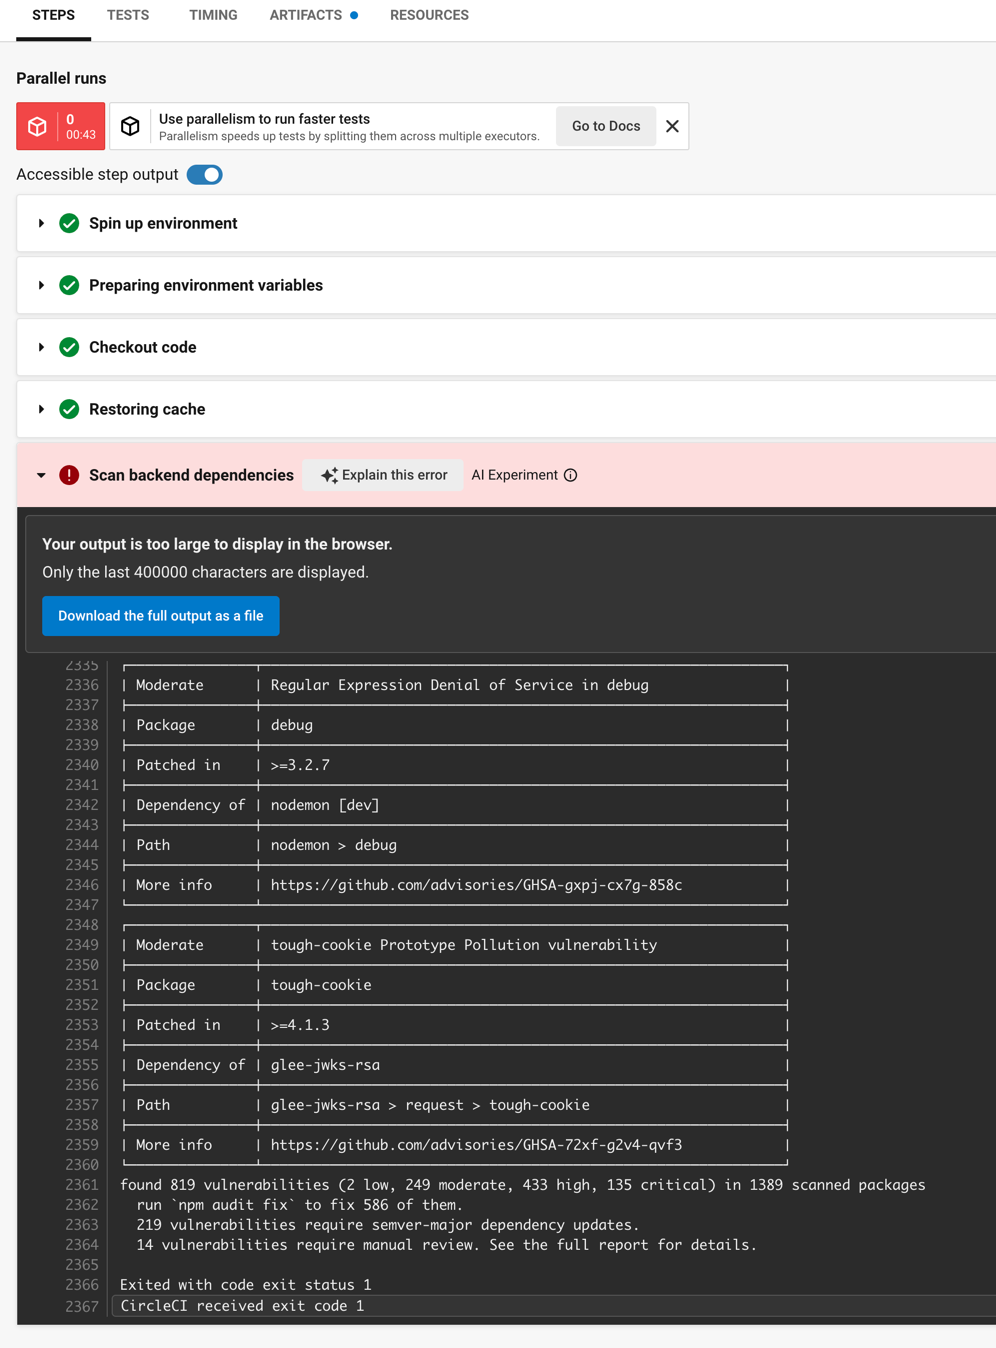 STEPS TESTS TIMING ARTIFACTS RESOURCES
Parallel runs
0
00:43
Use parallelism to run faster tests
Parallelism speeds up tests by splitting them across multiple executors.
Go to Docs
Accessible step output
Spin up environment
Preparing environment variables
Checkout code
Restoring cache
Scan backend dependencies Explain this error AI Experiment
Your output is too large to display in the browser.
Only the last 400000 characters are displayed.
Download the full output as a file
2335
2336 | Moderate | Regular Expression Denial of Service in debug |
2337
2338 | Package | debug |
2339
2340 | Patched in | >=3.2.7 |
2341
2342 | Dependency of | nodemon [dev] |
2343
2344 | Path | nodemon > debug |
2345
2346 | More info | https://github.com/advisories/GHSA-gxpj-cx7g-858c |
2347
2348
2349 | Moderate | tough-cookie Prototype Pollution vulnerability |
2350
2351 | Package | tough-cookie |
2352
2353 | Patched in | >=4.1.3 |
2354
2355 | Dependency of | glee-jwks-rsa |
2356
2357 | Path | glee-jwks-rsa > request > tough-cookie |
2358
2359 | More info | https://github.com/advisories/GHSA-72xf-g2v4-qvf3 |
2360
2361 found 819 vulnerabilities (2 low, 249 moderate, 433 high, 135 critical) in 1389 scanned packages
2362 run `npm audit fix` to fix 586 of them.
2363 219 vulnerabilities require semver-major dependency updates.
2364 14 vulnerabilities require manual review. See the full report for details.
2365
2366 Exited with code exit status 1
2367 CircleCI received exit code 1